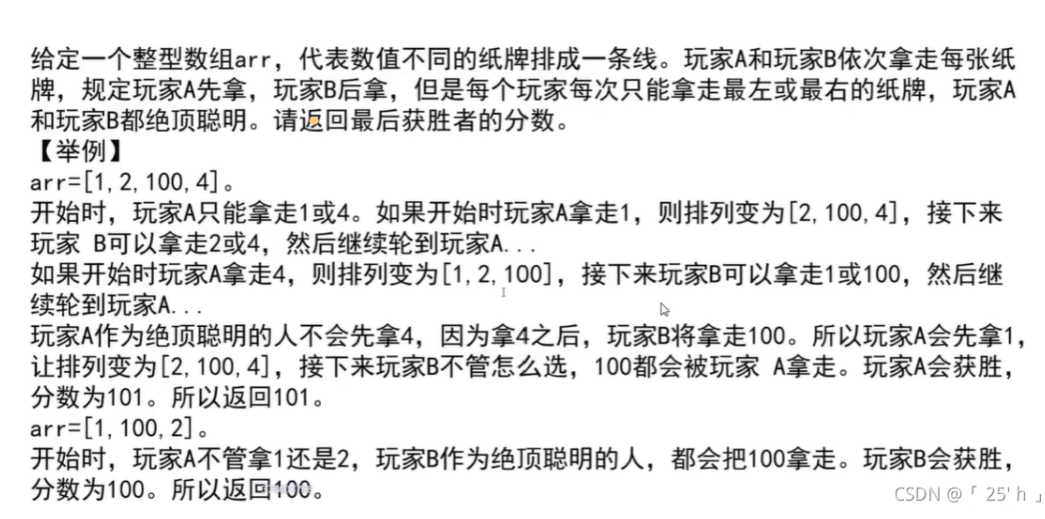 给定一个整型数组arr，代表数值不同的纸牌排成一条线。玩家A和玩家B依次拿走每张纸
牌，规定玩家A先拿，玩家B后拿，但是每个玩家每次只能拿走最左或最右的纸牌，玩家A
和玩家B都绝顶聪明。请返回最后获胜者的分数。
【举例】
arr=[1,2,100,4]。
开始时，玩家A只能拿走1或4。如果开始时玩家A拿走1，则排列变为[2,100,4]，接下来
玩家 B可以拿走2或4，然后继续轮到玩家A...
如果开始时玩家A拿走4，则排列变为[1,2,100]，接下来玩家B可以拿走1或100，然后继
续轮到玩家A...
玩家A作为绝顶聪明的人不会先拿4，因为拿4之后，玩家B将拿走100。所以玩家A会先拿1，
让排列变为[2,100,4]，接下来玩家B不管怎么选，100都会被玩家 A拿走。玩家A会获胜，
分数为101。所以返回101。
arr=[1,100,2]。
开始时，玩家A不管拿1还是2，玩家B作为绝顶聪明的人，都会把100拿走。玩家B会获胜，
分数为100。所以返回100。
CSDN @「 25' h 」